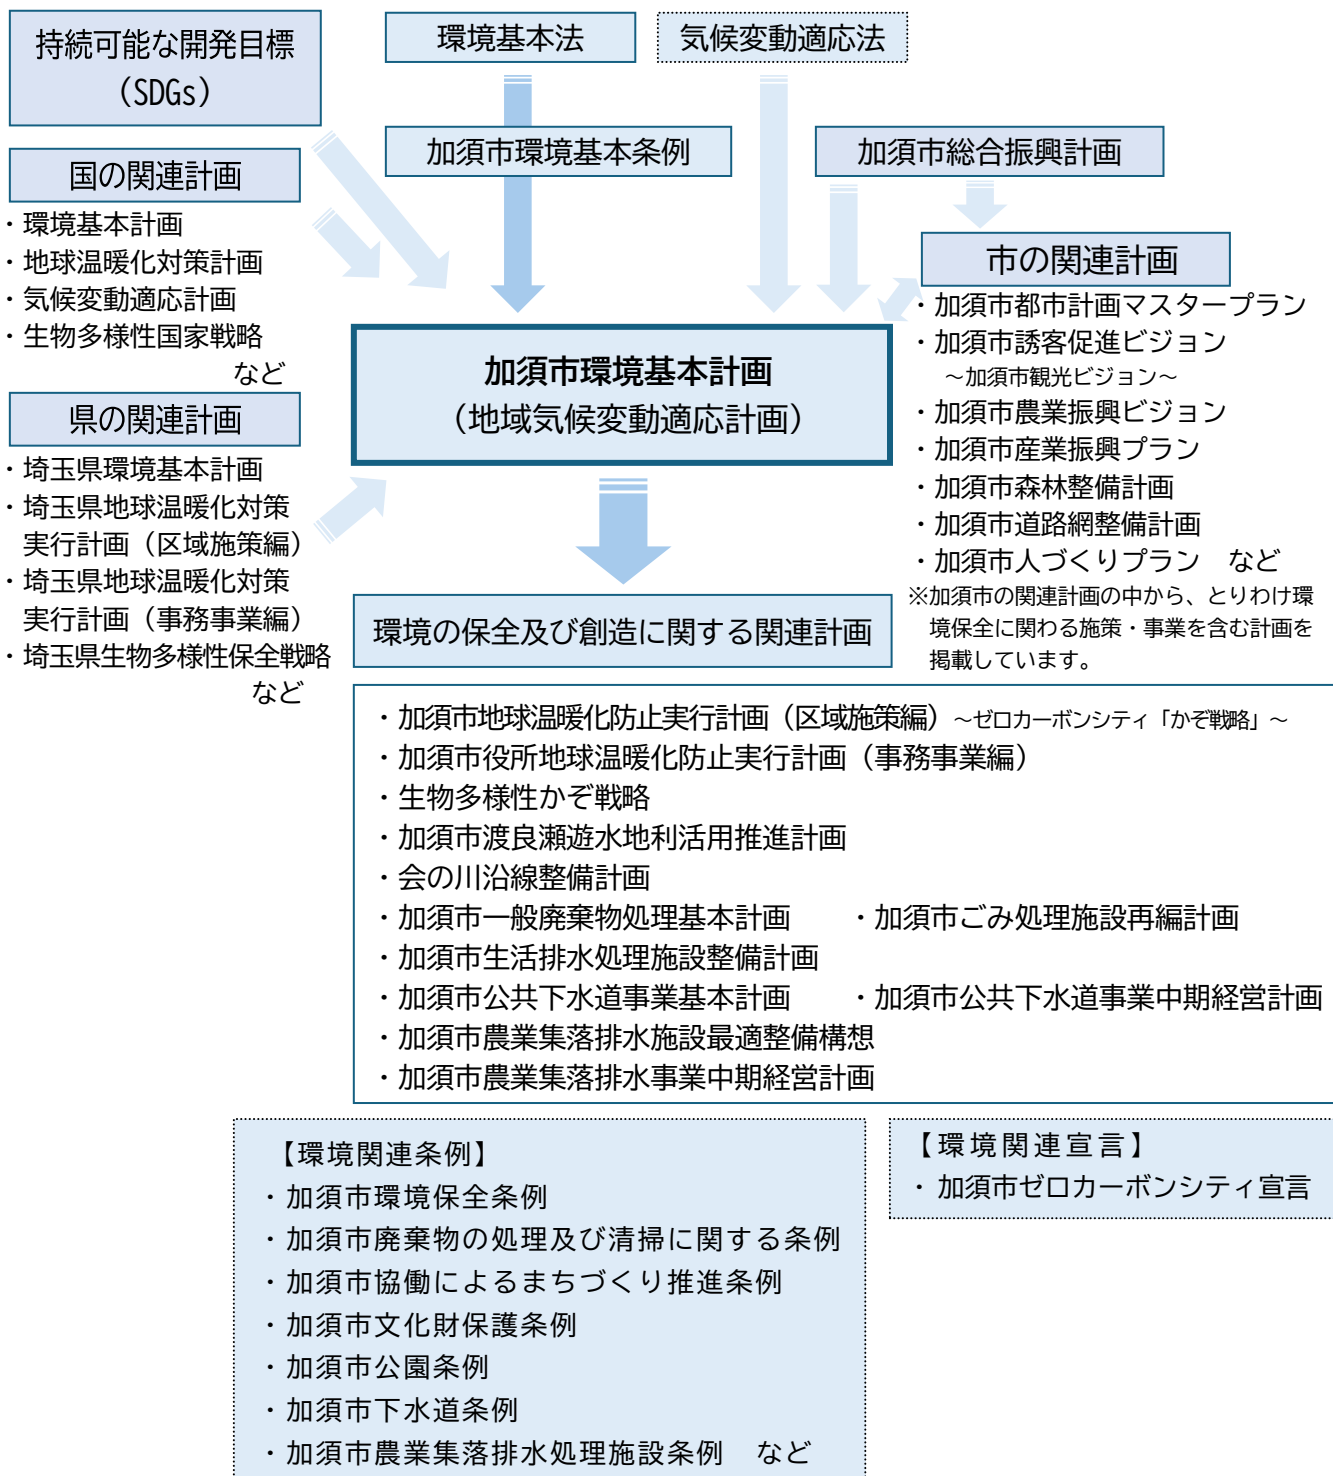 持続可能な開発目標
（SDGs）
環境基本法
気候変動適応法
加須市環境基本条例
加須市総合振興計画
国の関連計画
・環境基本計画
・地球温暖化対策計画
・気候変動適応計画
・生物多様性国家戦略
など
県の関連計画
・埼玉県環境基本計画
・埼玉県地球温暖化対策
実行計画（区域施策編）
・埼玉県地球温暖化対策
実行計画（事務事業編）
・埼玉県生物多様性保全戦略
など
加須市環境基本計画
（地域気候変動適応計画）
市の関連計画
・加須市都市計画マスタープラン
・加須市誘客促進ビジョン
～加須市観光ビジョン～
・加須市農業振興ビジョン
・加須市産業振興プラン
・加須市森林整備計画
・加須市道路網整備計画
・加須市人づくりプラン　など
※加須市の関連計画の中から、とりわけ環
境保全に関わる施策・事業を含む計画を
掲載しています。
環境の保全及び創造に関する関連計画
・加須市地球温暖化防止実行計画（区域施策編）～ゼロカーボンシティ「かぞ戦略」～
・加須市役所地球温暖化防止実行計画（事務事業編）
・生物多様性かぞ戦略
・加須市渡良瀬遊水地利活用推進計画
・会の川沿線整備計画
・加須市一般廃棄物処理基本計画　　・加須市ごみ処理施設再編計画
・加須市生活排水処理施設整備計画
・加須市公共下水道事業基本計画　　・加須市公共下水道事業中期経営計画
・加須市農業集落排水施設最適整備構想
・加須市農業集落排水事業中期経営計画
【環境関連条例】
・加須市環境保全条例
・加須市廃棄物の処理及び清掃に関する条例
・加須市協働によるまちづくり推進条例
・加須市文化財保護条例
・加須市公園条例
・加須市下水道条例
・加須市農業集落排水処理施設条例　など
【環境関連宣言】
・加須市ゼロカーボンシティ宣言